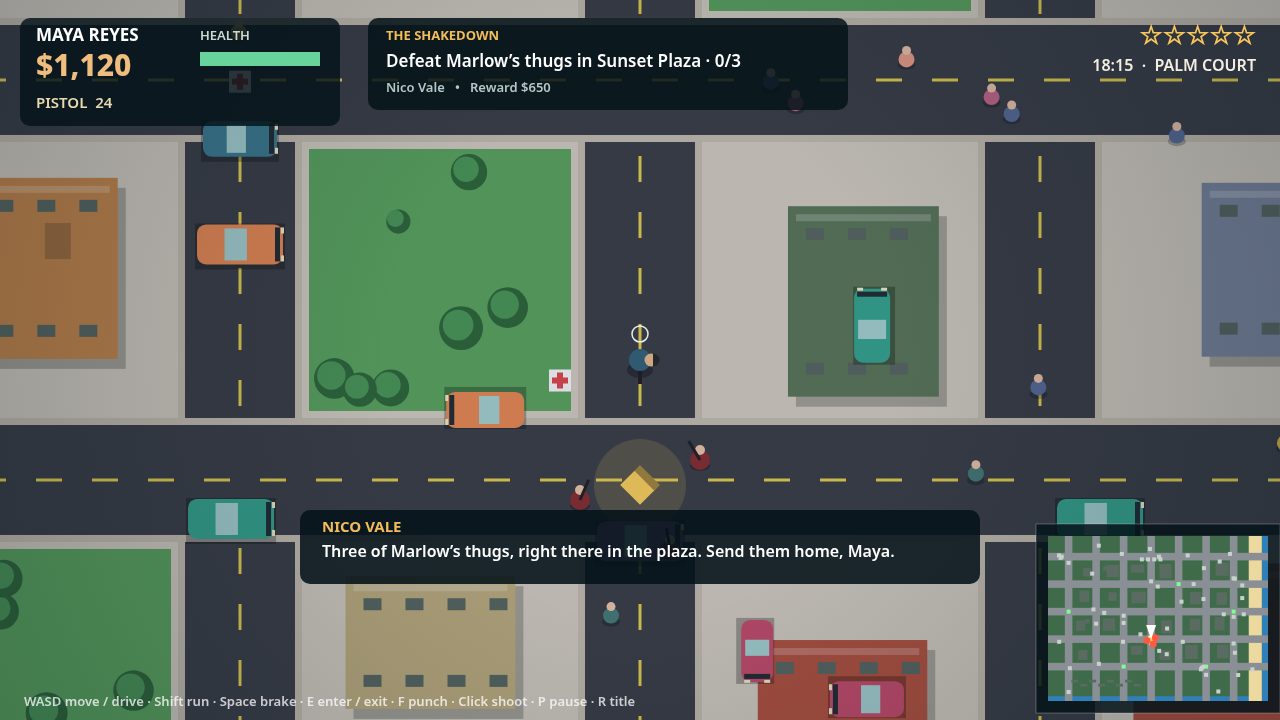 MAYA REYES
HEALTH
$1,120
PISTOL 24
THE SHAKEDOWN
Defeat Marlow’s thugs in Sunset Plaza · 0/3
Nico Vale • Reward $650
☆☆☆☆☆
18:15 · PALM COURT
NICO VALE
Three of Marlow’s thugs, right there in the plaza. Send them home, Maya.
WASD move / drive · Shift run · Space brake · E enter / exit · F punch · Click shoot · P pause · R title